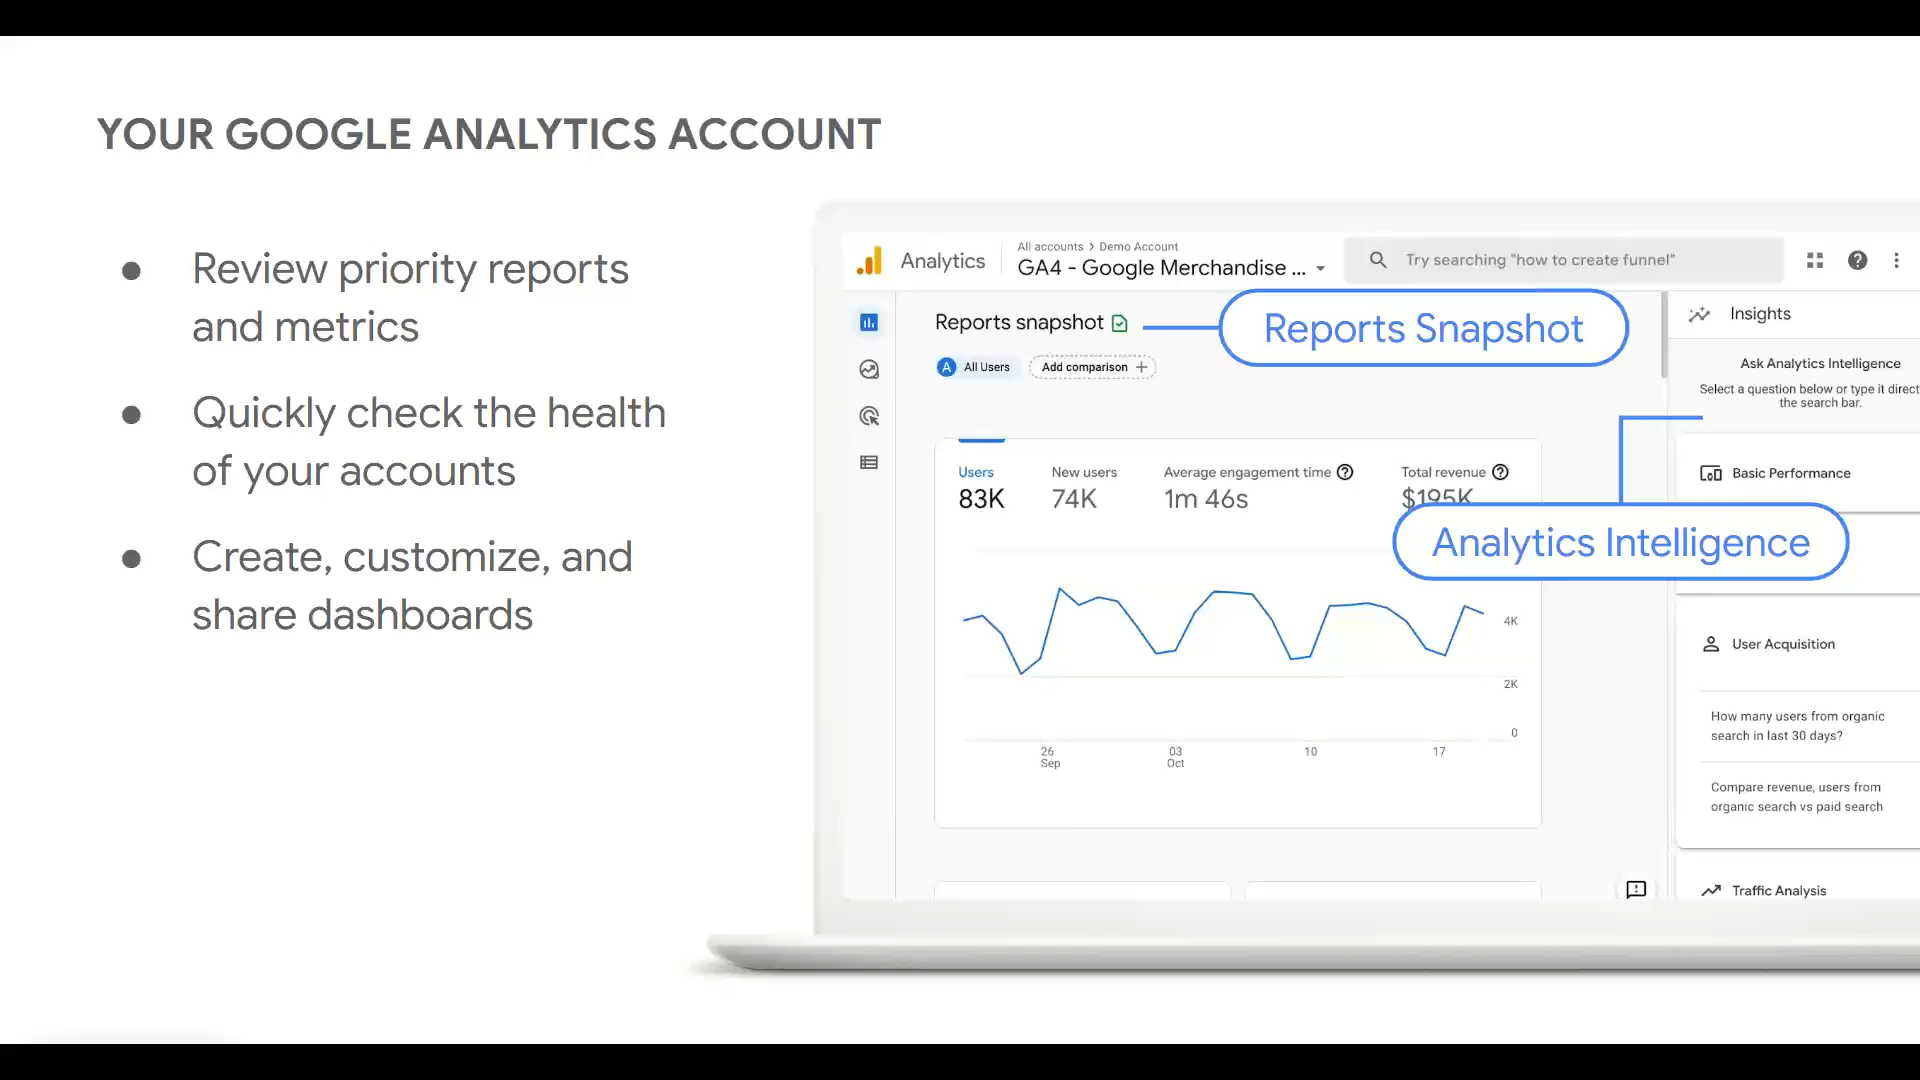 YOUR GOOGLE ANALYTICS ACCOUNT
● Review priority reports
and metrics
● Quickly check the health
of your accounts
● Create, customize, and
share dashboards
Analytics
All accounts > Demo Account
GA4 - Google Merchandise ...
Try searching "how to create funnel"
Reports snapshot
Reports Snapshot
A All Users
Add comparison +
Users
83K
New users
74K
Average engagement time
1m 46s
Total revenue
$195K
4K
2K
0
26
Sep
03
Oct
10
17
Insights
Ask Analytics Intelligence
Select a question below or type it direct
the search bar.
Basic Performance
Analytics Intelligence
User Acquisition
How many users from organic
search in last 30 days?
Compare revenue, users from
organic search vs paid search
Traffic Analysis